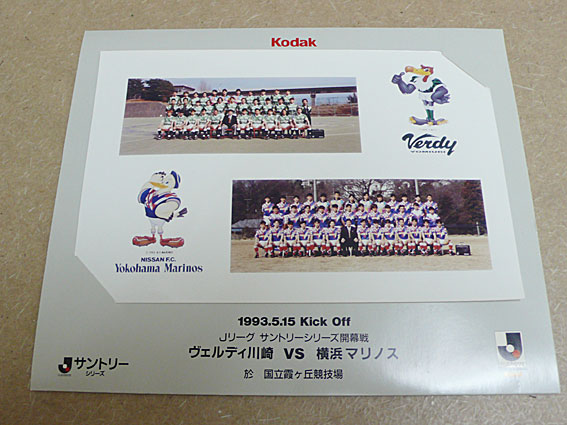 Kodak
Verdy
NISSAN F.C.
Yokohama Marinos
1993.5.15 Kick Off
Jリーグ サントリーシリーズ開幕戦
ヴェルディ川崎 VS 横浜マリノス
於 国立霞ヶ丘競技場
サントリー
シリーズ